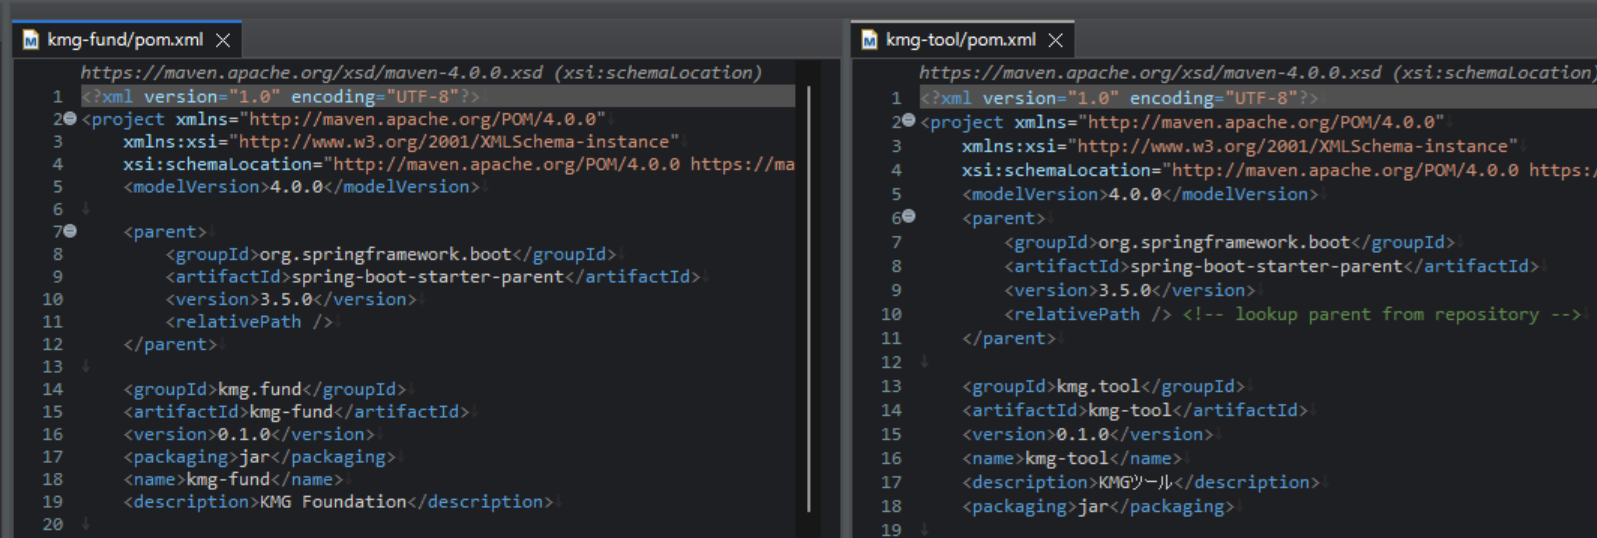 kmg-fund/pom.xml
https://maven.apache.org/xsd/maven-4.0.0.xsd (xsi:schemaLocation)
1 <?xml version="1.0" encoding="UTF-8"?>
2 <project xmlns="http://maven.apache.org/POM/4.0.0"
3 xmlns:xsi="http://www.w3.org/2001/XMLSchema-instance"
4 xsi:schemaLocation="http://maven.apache.org/POM/4.0.0 https://ma
5 <modelVersion>4.0.0</modelVersion>
6
7 <parent>
8 <groupId>org.springframework.boot</groupId>
9 <artifactId>spring-boot-starter-parent</artifactId>
10 <version>3.5.0</version>
11 <relativePath />
12 </parent>
13
14 <groupId>kmg.fund</groupId>
15 <artifactId>kmg-fund</artifactId>
16 <version>0.1.0</version>
17 <packaging>jar</packaging>
18 <name>kmg-fund</name>
19 <description>KMG Foundation</description>
20
kmg-tool/pom.xml
https://maven.apache.org/xsd/maven-4.0.0.xsd (xsi:schemaLocation)
1 <?xml version="1.0" encoding="UTF-8"?>
2 <project xmlns="http://maven.apache.org/POM/4.0.0"
3 xmlns:xsi="http://www.w3.org/2001/XMLSchema-instance"
4 xsi:schemaLocation="http://maven.apache.org/POM/4.0.0 https:/
5 <modelVersion>4.0.0</modelVersion>
6 <parent>
7 <groupId>org.springframework.boot</groupId>
8 <artifactId>spring-boot-starter-parent</artifactId>
9 <version>3.5.0</version>
10 <relativePath /> <!-- lookup parent from repository -->
11 </parent>
12
13 <groupId>kmg.tool</groupId>
14 <artifactId>kmg-tool</artifactId>
15 <version>0.1.0</version>
16 <name>kmg-tool</name>
17 <description>KMGツール</description>
18 <packaging>jar</packaging>
19